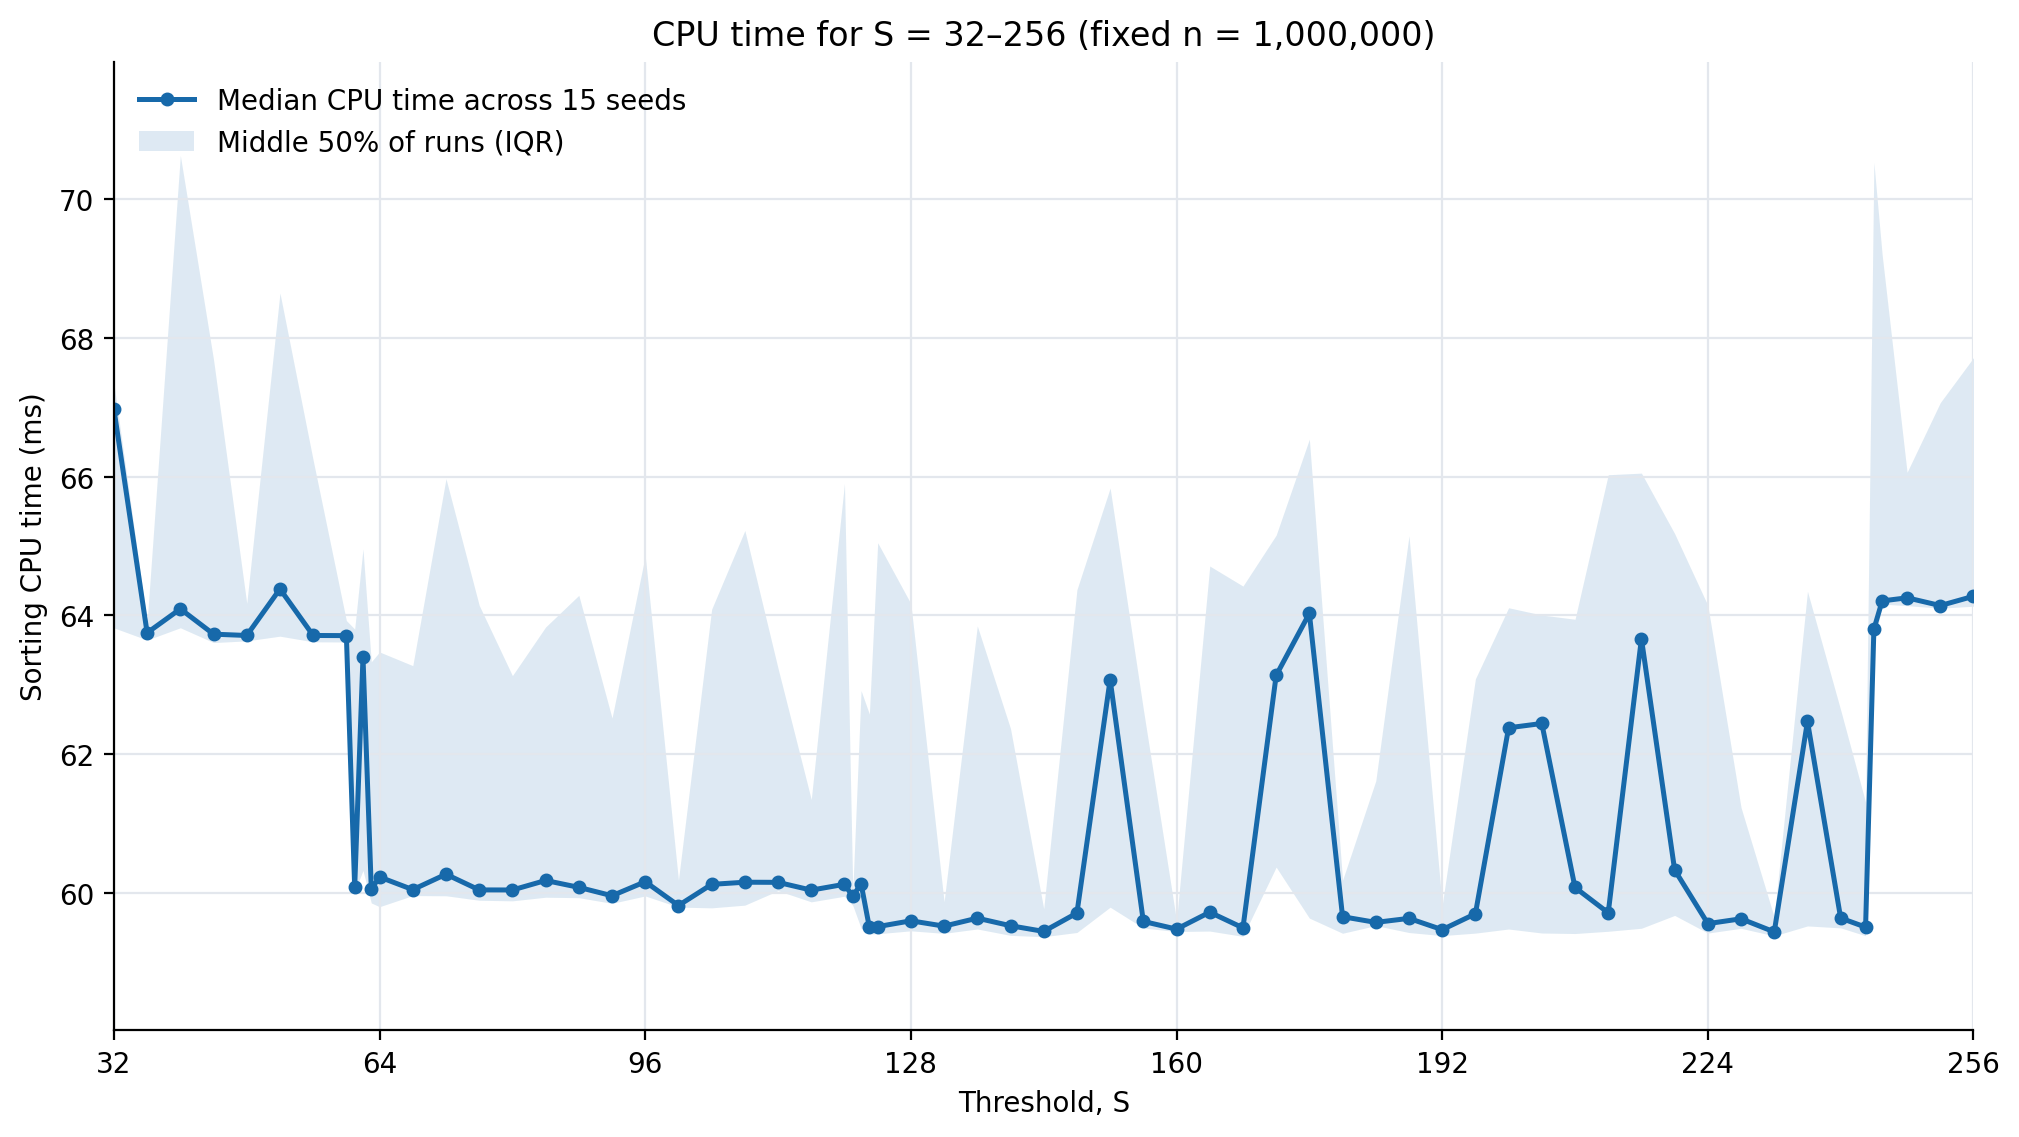 CPU time for S = 32–256 (fixed n = 1,000,000)
Median CPU time across 15 seeds
Middle 50% of runs (IQR)
Sorting CPU time (ms)
70
68
66
64
62
60
32 64 96 128 160 192 224 256
Threshold, S